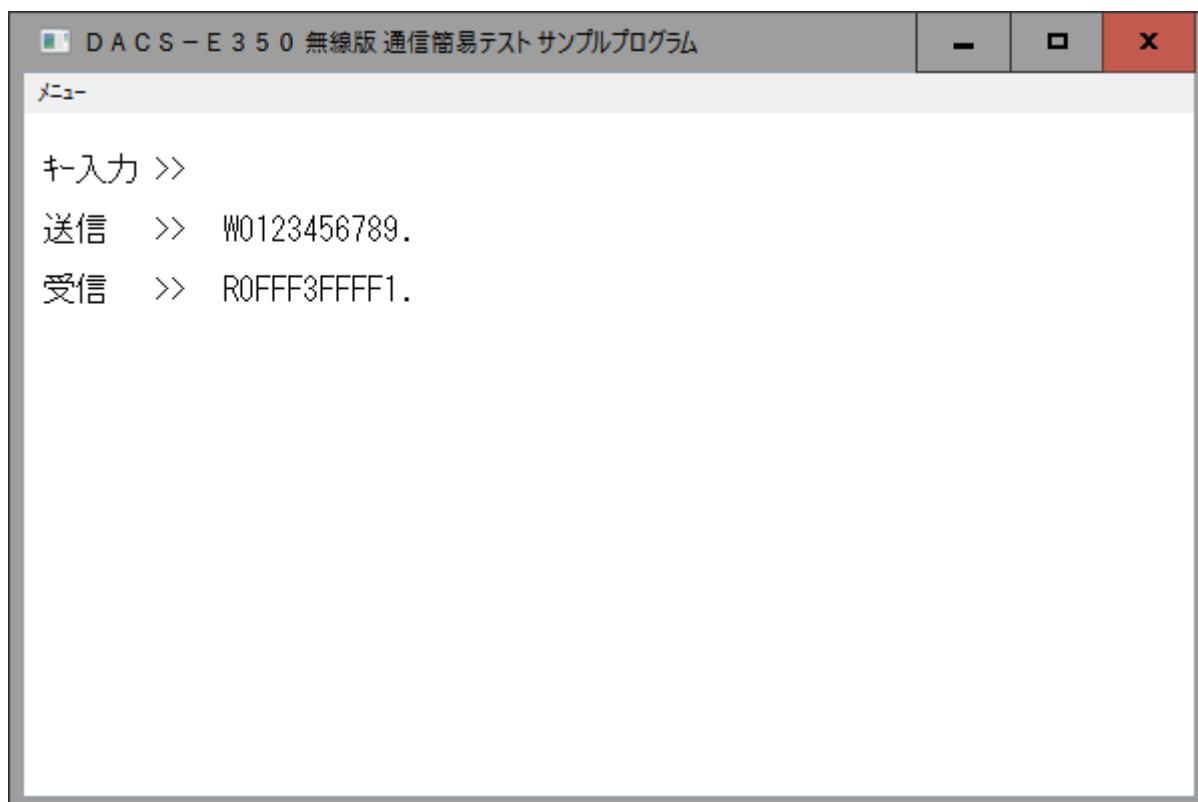 ＤＡＣＳ－Ｅ３５０ 無線版 通信簡易テスト サンプルプログラム
ﾒﾆｭｰ
ｷｰ入力 >>
送信 >> W0123456789.
受信 >> R0FFF3FFFF1.